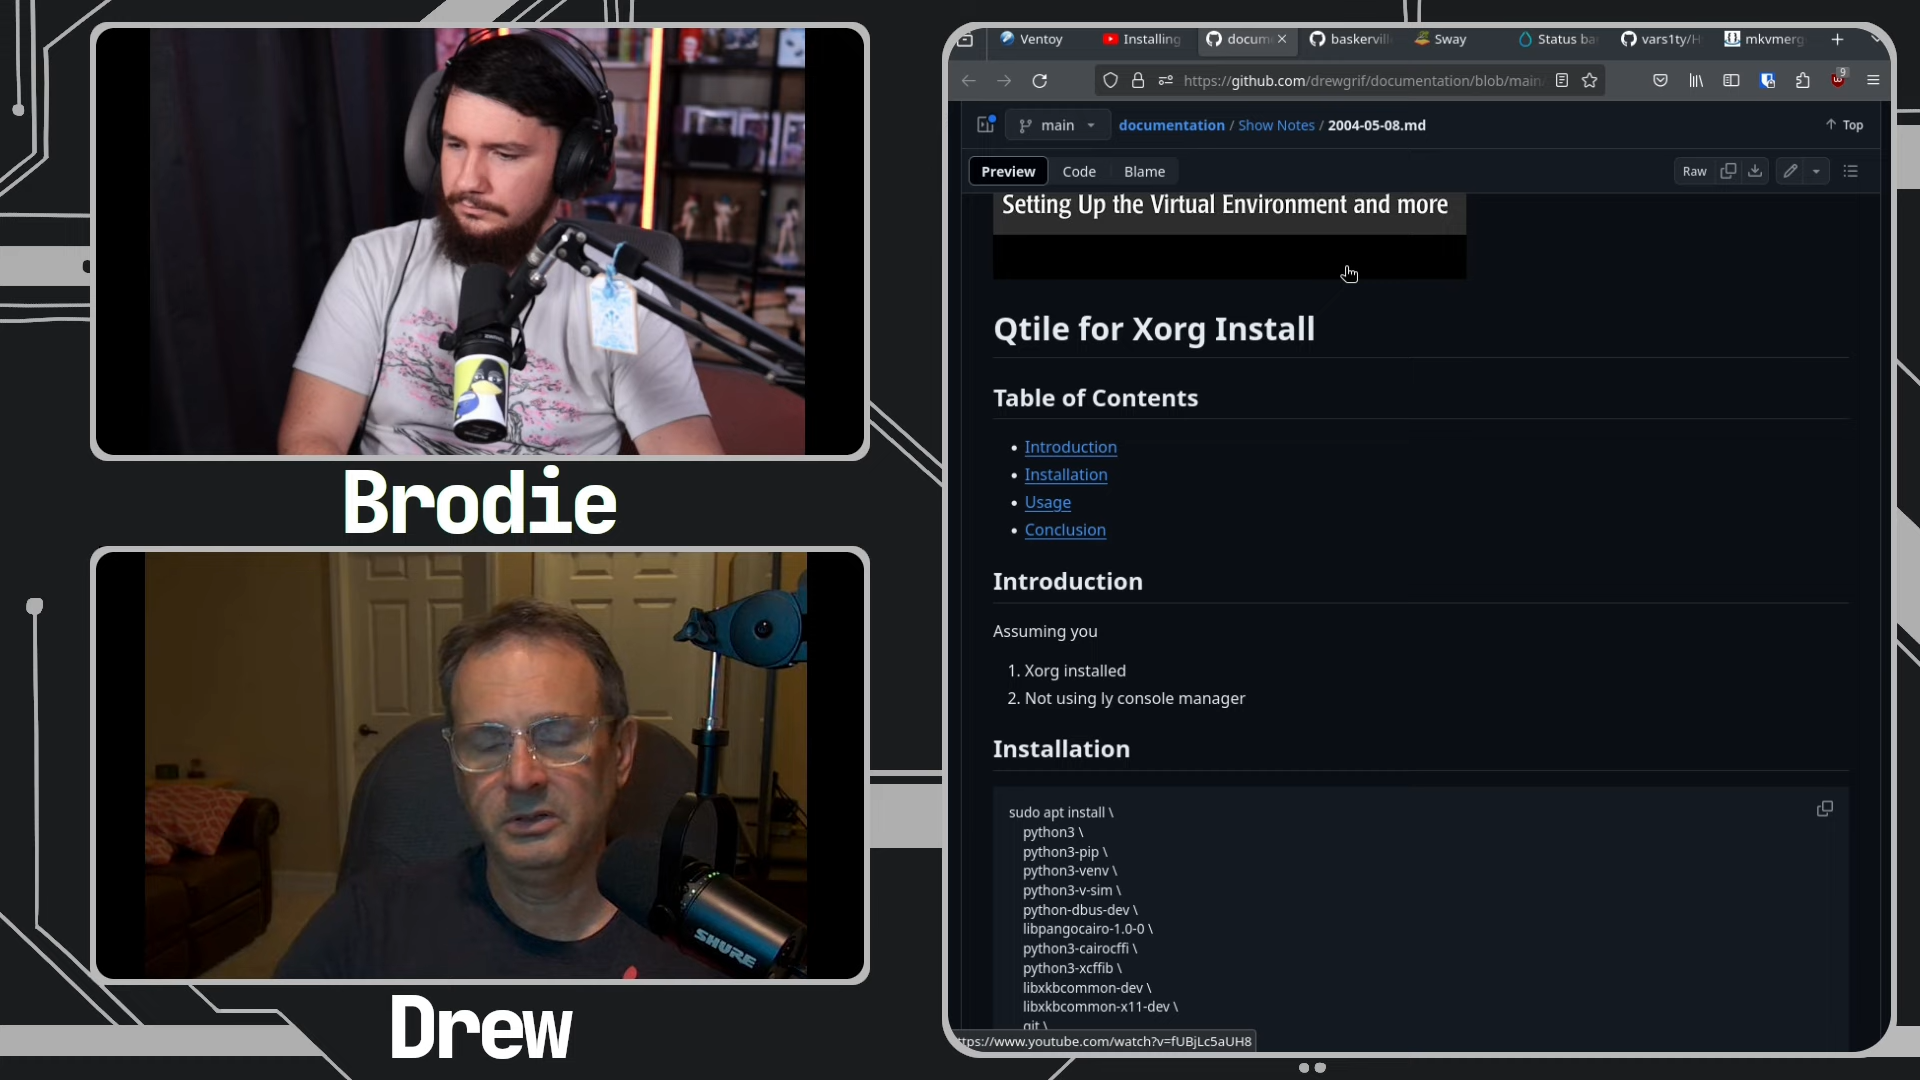 Brodie
SHURE
Drew
Ventoy
Installing
docum
baskervill
Sway
Status ba
vars1ty/H
mkvmerg
https://github.com/drewgrif/documentation/blob/main
9
main
documentation / Show Notes / 2004-05-08.md
Top
Preview
Code
Blame
Raw
Setting Up the Virtual Environment and more
Qtile for Xorg Install
Table of Contents
• Introduction
• Installation
• Usage
• Conclusion
Introduction
Assuming you
1. Xorg installed
2. Not using ly console manager
Installation
sudo apt install \
python3 \
python3-pip \
python3-venv \
python3-v-sim \
python-dbus-dev \
libpangocairo-1.0-0 \
python3-cairocffi \
python3-xcffib \
libxkbcommon-dev \
libxkbcommon-x11-dev \
git \
tps://www.youtube.com/watch?v=fUBjLc5aUH8